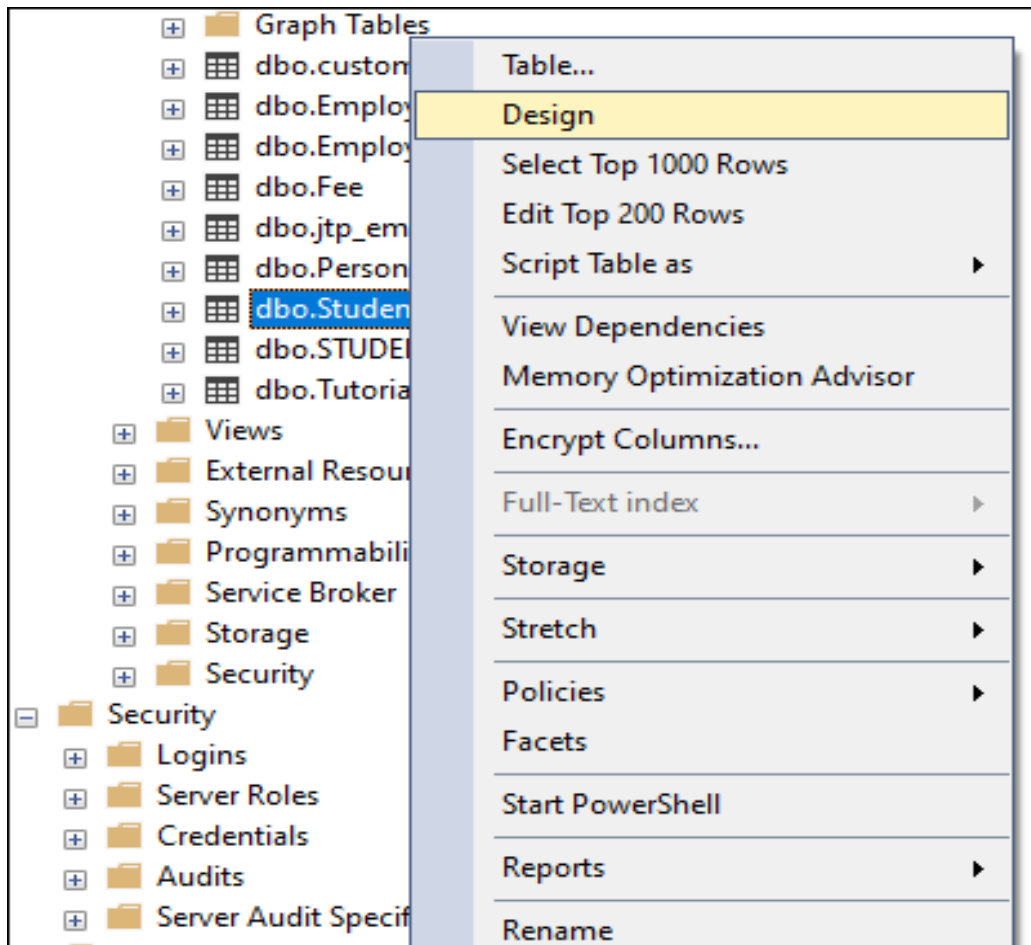 Graph Tables
dbo.custom
dbo.Employ
dbo.Employ
dbo.Fee
dbo.jtp_em
dbo.Person
dbo.Studen
dbo.STUDE
dbo.Tutoria
Views
External Resou
Synonyms
Programmabili
Service Broker
Storage
Security
Security
Logins
Server Roles
Credentials
Audits
Server Audit Specif
Table...
Design
Select Top 1000 Rows
Edit Top 200 Rows
Script Table as
View Dependencies
Memory Optimization Advisor
Encrypt Columns...
Full-Text index
Storage
Stretch
Policies
Facets
Start PowerShell
Reports
Rename